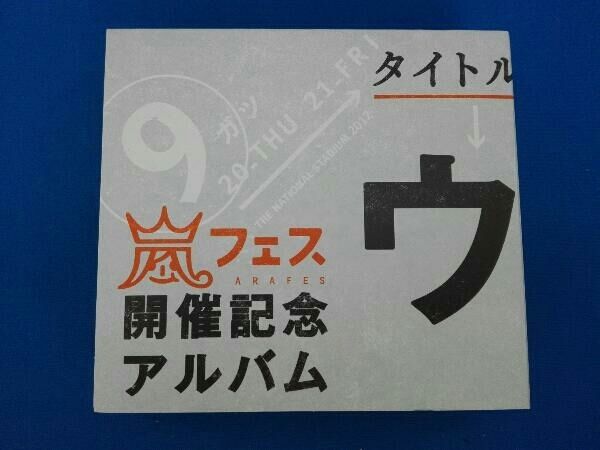 9
ガツ
20-THU 21-FRI
THE NATIONAL STADIUM 2012
タイトル
ウ
嵐フェス
ARAFES
開催記念
アルバム